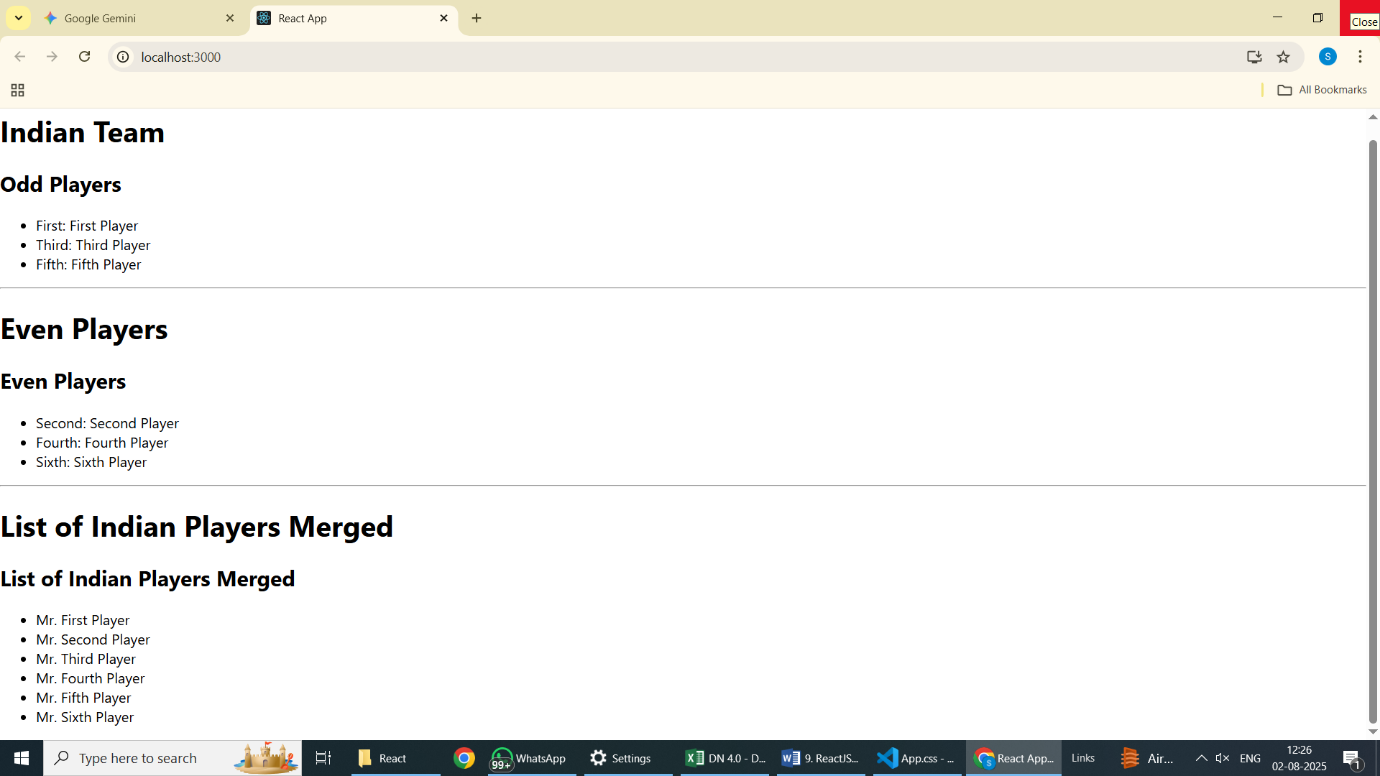 Google Gemini
React App
Close
localhost:3000
S
All Bookmarks
Indian Team
Odd Players
First: First Player
Third: Third Player
Fifth: Fifth Player
Even Players
Even Players
Second: Second Player
Fourth: Fourth Player
Sixth: Sixth Player
List of Indian Players Merged
List of Indian Players Merged
Mr. First Player
Mr. Second Player
Mr. Third Player
Mr. Fourth Player
Mr. Fifth Player
Mr. Sixth Player
Type here to search
React
99+
WhatsApp
Settings
DN 4.0 - D...
9. ReactJS...
App.css - ...
S
React App...
Links
Air...
ENG
12:26
02-08-2025
1